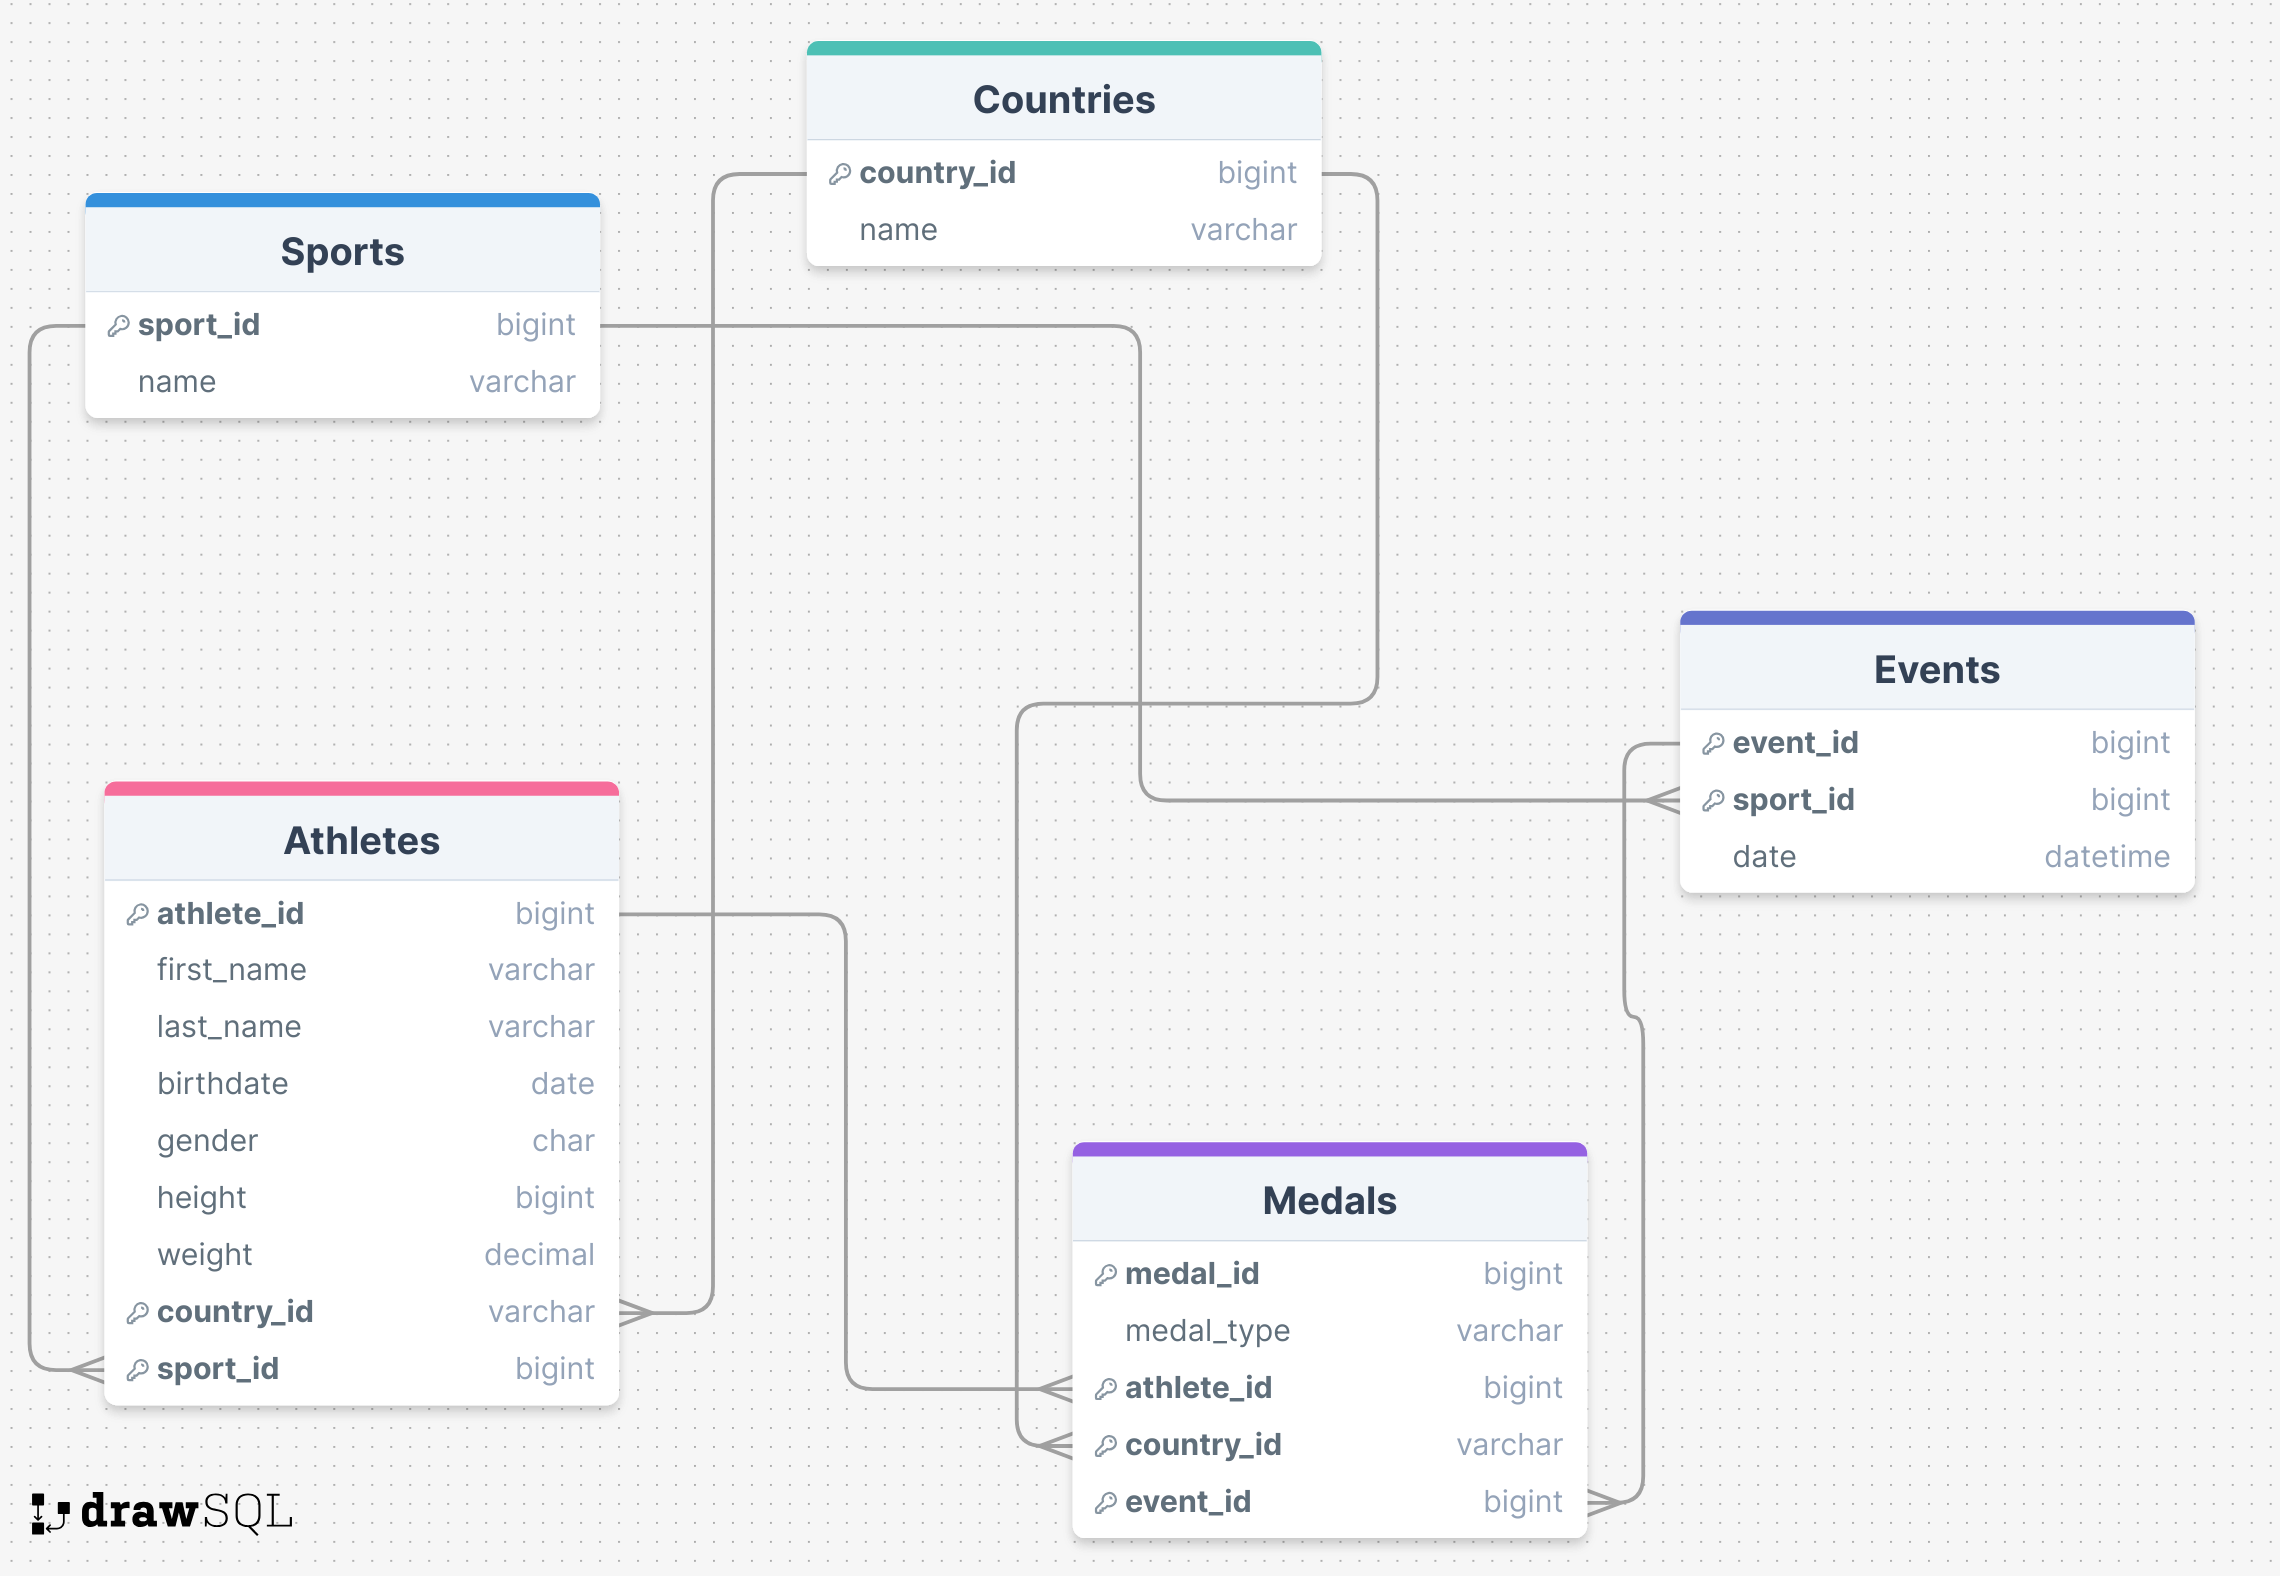 Countries
country_id bigint
name varchar
Sports
sport_id bigint
name varchar
Events
event_id bigint
sport_id bigint
date datetime
Athletes
athlete_id bigint
first_name varchar
last_name varchar
birthdate date
gender char
height bigint
weight decimal
country_id varchar
sport_id bigint
Medals
medal_id bigint
medal_type varchar
athlete_id bigint
country_id varchar
event_id bigint
drawSQL